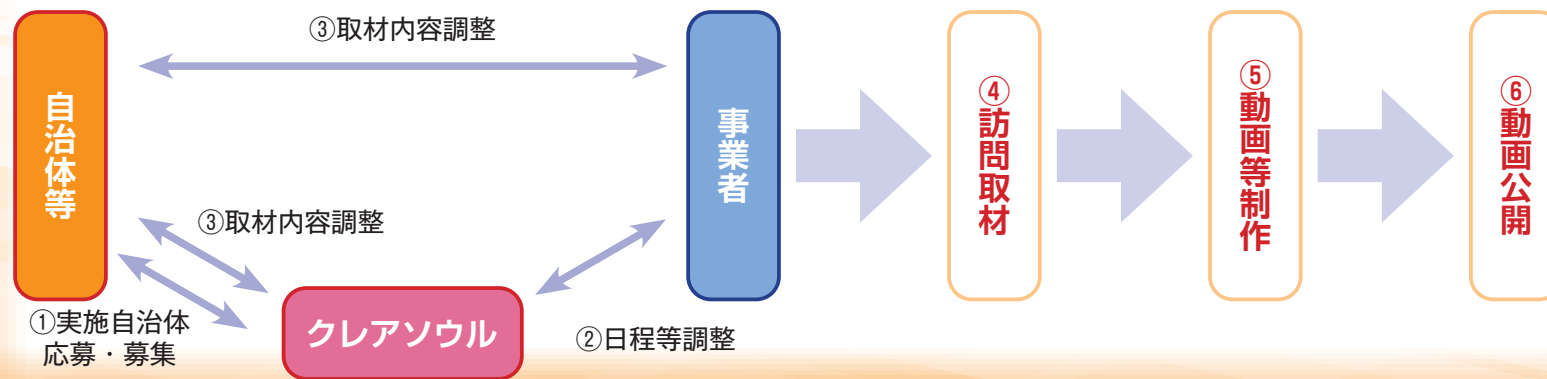 ③取材内容調整
自治体等
事業者
④訪問取材
⑤動画等制作
⑥動画公開
③取材内容調整
①実施自治体
応募・募集
クレアソウル
②日程等調整